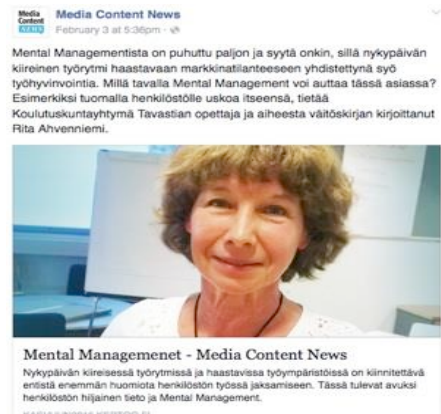 Media
Content
NEWS
Media Content News
February 3 at 5:36pm ·
Mental Managementista on puhuttu paljon ja syytä onkin, sillä nykypäivän
kiireinen työrytmi haastavaan markkinatilanteeseen yhdistettynä syö
työhyvinvointia. Millä tavalla Mental Management voi auttaa tässä asiassa?
Esimerkiksi tuomalla henkilöstölle uskoa itseensä, tietää
Koulutuskuntayhtymä Tavastian opettaja ja aiheesta väitöskirjan kirjoittanut
Rita Ahvenniemi.
Mental Managemenet - Media Content News
Nykypäivän kiireisessä työrytmissä ja haastavissa työympäristöissä on kiinnitettävä
entistä enemmän huomiota henkilöstön työssä jaksamiseen. Tässä tulevat avuksi
henkilöstön hiljainen tieto ja Mental Management.